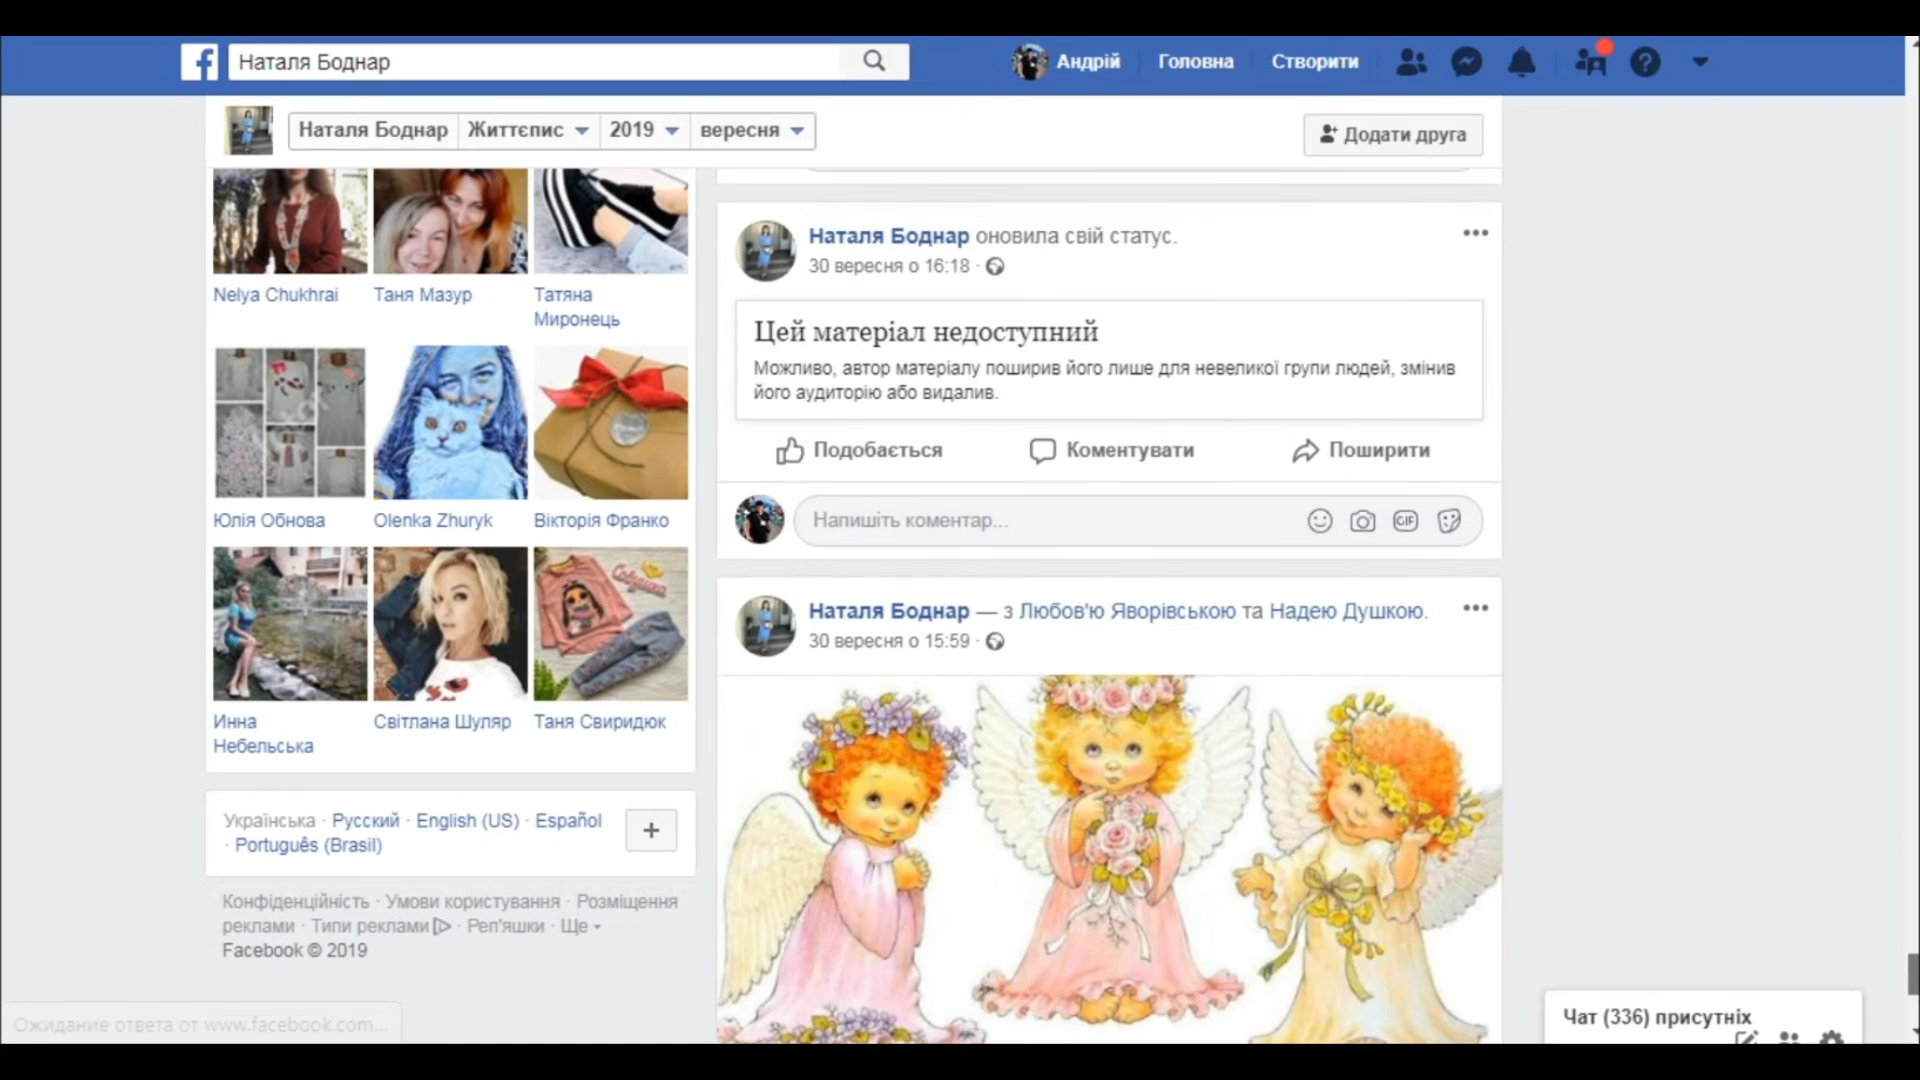 Наталя Боднар
Андрій
Головна
Створити
Наталя Боднар
Життєпис
2019
вересня
Додати друга
Nelya Chukhrai
Таня Мазур
Татяна
Миронець
Юлія Обнова
Olenka Zhuryk
Вікторія Франко
Инна
Небельська
Світлана Шуляр
Таня Свиридюк
Українська · Русский · English (US) · Español
· Português (Brasil)
Конфіденційність · Умови користування · Розміщення
реклами · Типи реклами · Реп'яшки · Ще
Facebook © 2019
Ожидание ответа от www.facebook.com...
Наталя Боднар оновила свій статус.
30 вересня о 16:18 ·
Цей матеріал недоступний
Можливо, автор матеріалу поширив його лише для невеликої групи людей, змінив
його аудиторію або видалив.
Подобається
Коментувати
Поширити
Напишіть коментар...
GIF
Наталя Боднар — з Любов'ю Яворівською та Надею Душкою.
30 вересня о 15:59 ·
Чат (336) присутніх